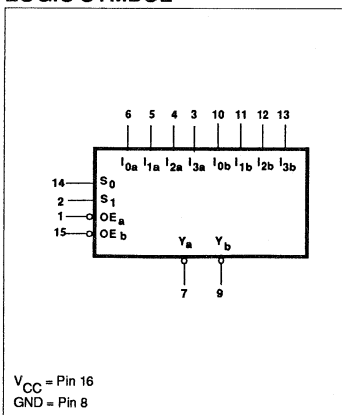 LOGIC SYMBOL
6 5 4 3 10 11 12 13
I0a I1a I2a I3a I0b I1b I2b I3b
14 S0
2 S1
1 OEa
15 OEb
Ya Yb
7 9
VCC = Pin 16
GND = Pin 8